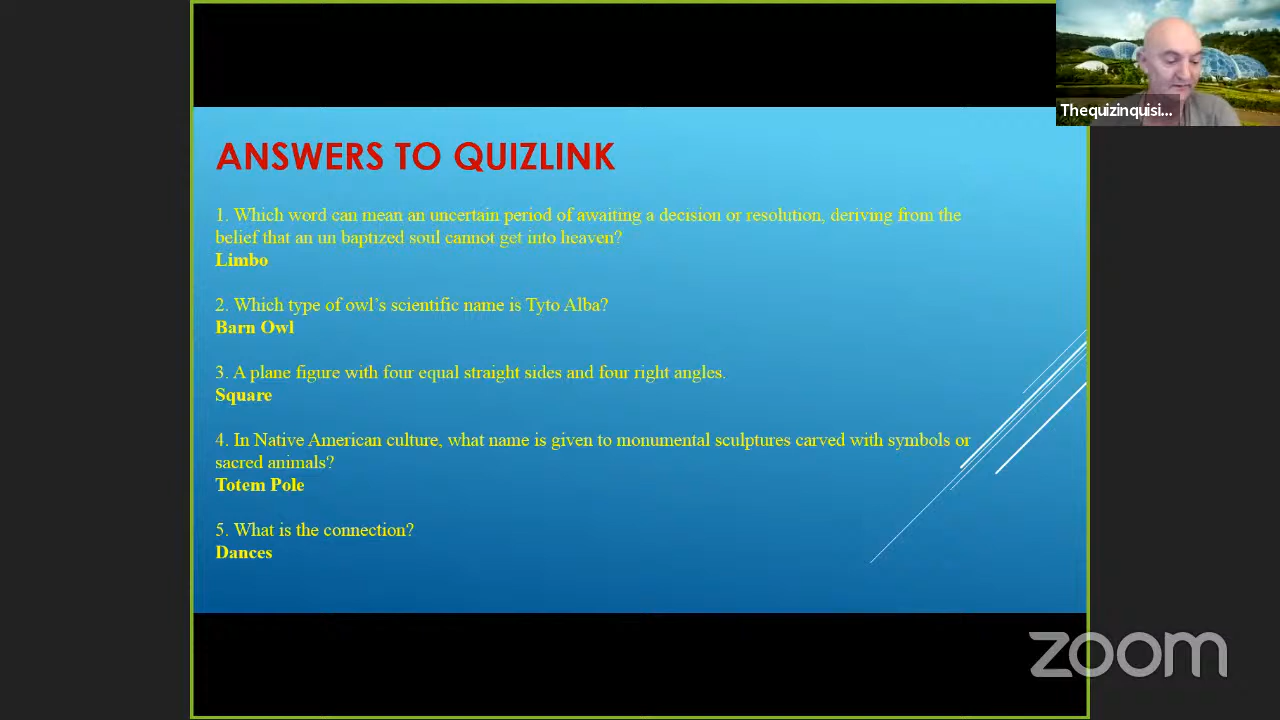 Thequizinquisi...
ANSWERS TO QUIZLINK
1. Which word can mean an uncertain period of awaiting a decision or resolution, deriving from the
belief that an un baptized soul cannot get into heaven?
Limbo
2. Which type of owl’s scientific name is Tyto Alba?
Barn Owl
3. A plane figure with four equal straight sides and four right angles.
Square
4. In Native American culture, what name is given to monumental sculptures carved with symbols or
sacred animals?
Totem Pole
5. What is the connection?
Dances
zoom